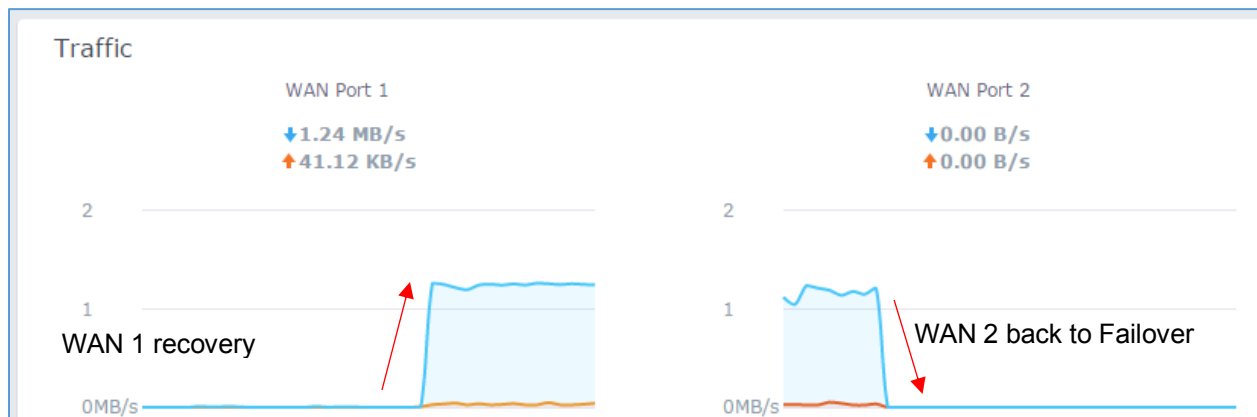 Traffic
WAN Port 1
↓1.24 MB/s
↑41.12 KB/s
2
1
0MB/s
WAN 1 recovery
WAN Port 2
↓0.00 B/s
↑0.00 B/s
2
1
0MB/s
WAN 2 back to Failover